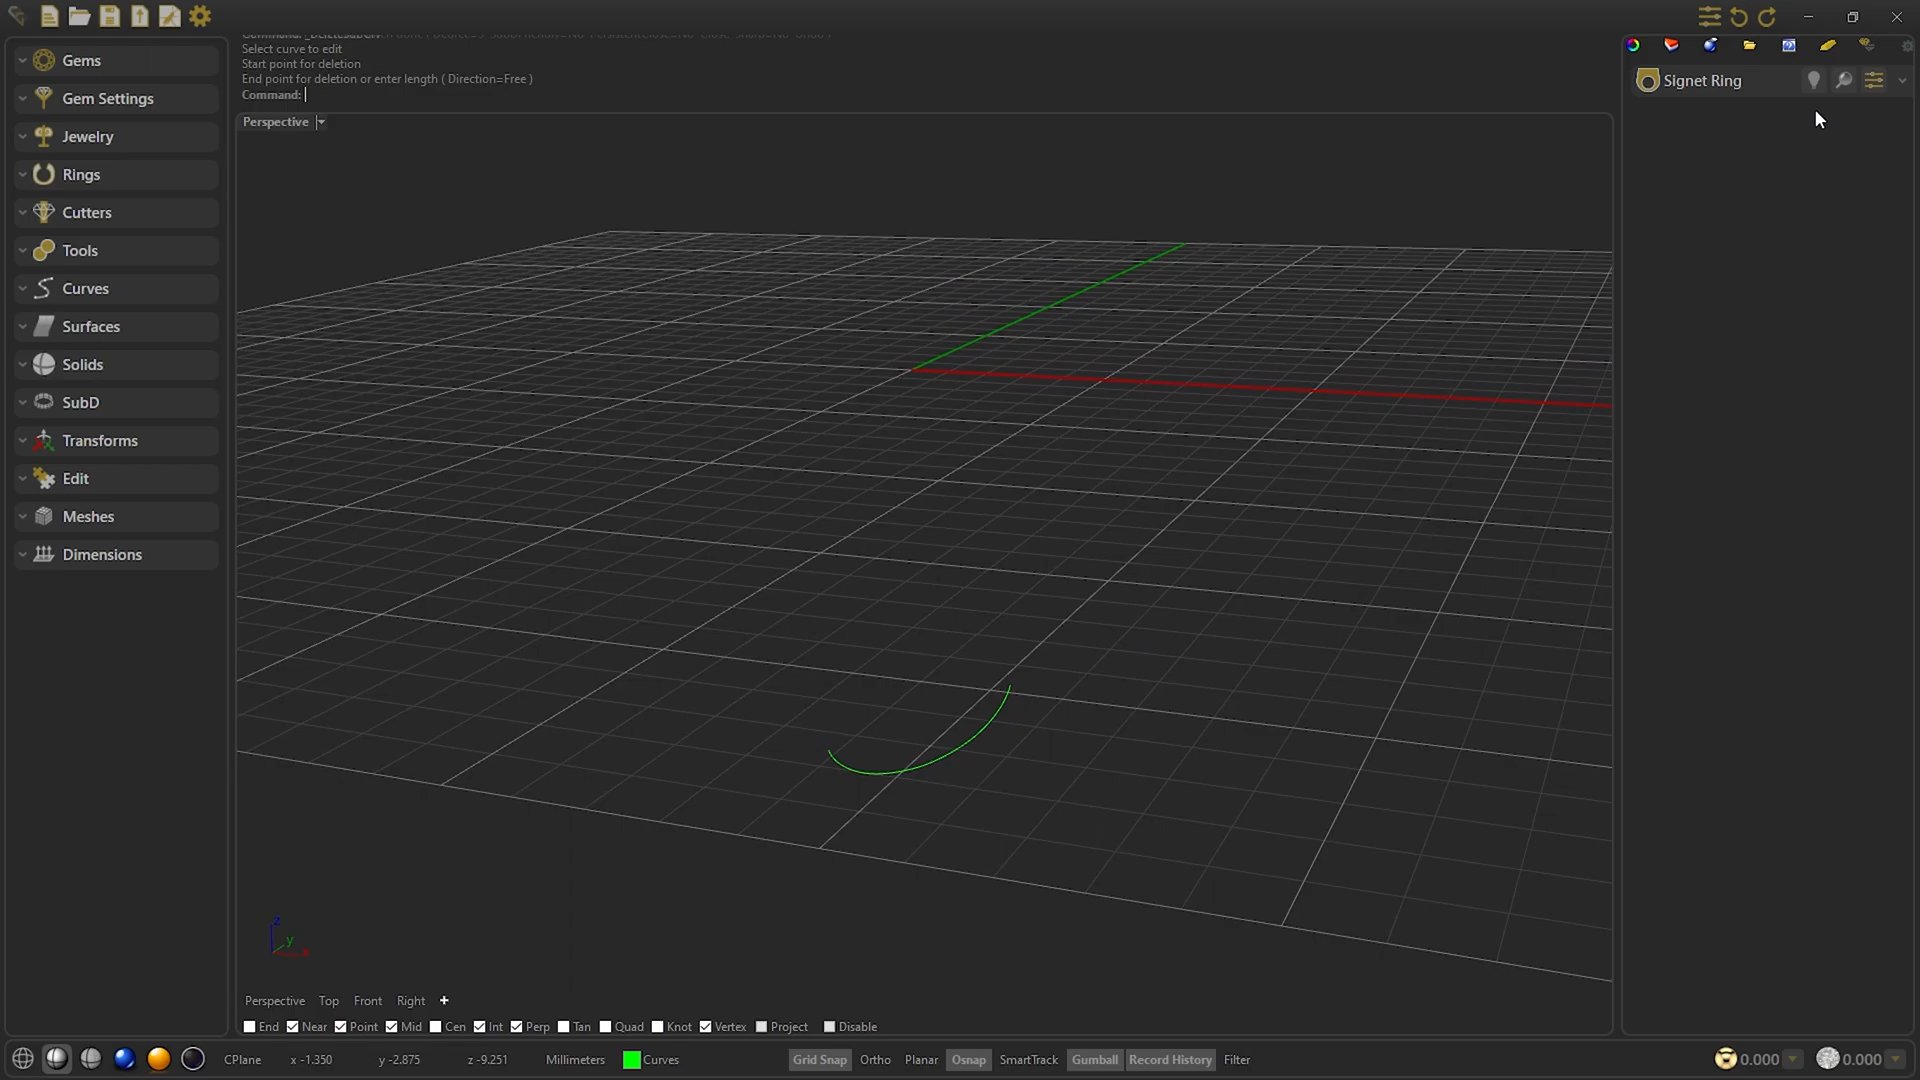 Select curve to edit
Start point for deletion
End point for deletion or enter length ( Direction=Free )
Command:
Perspective
Gems
Gem Settings
Jewelry
Rings
Cutters
Tools
Curves
Surfaces
Solids
SubD
Transforms
Edit
Meshes
Dimensions
Signet Ring
z
y
x
Perspective Top Front Right
End Near Point Mid Cen Int Perp Tan Quad Knot Vertex Project Disable
CPlane x -1.350 y -2.875 z -9.251 Millimeters Curves Grid Snap Ortho Planar Osnap SmartTrack Gumball Record History Filter 0.000 0.000